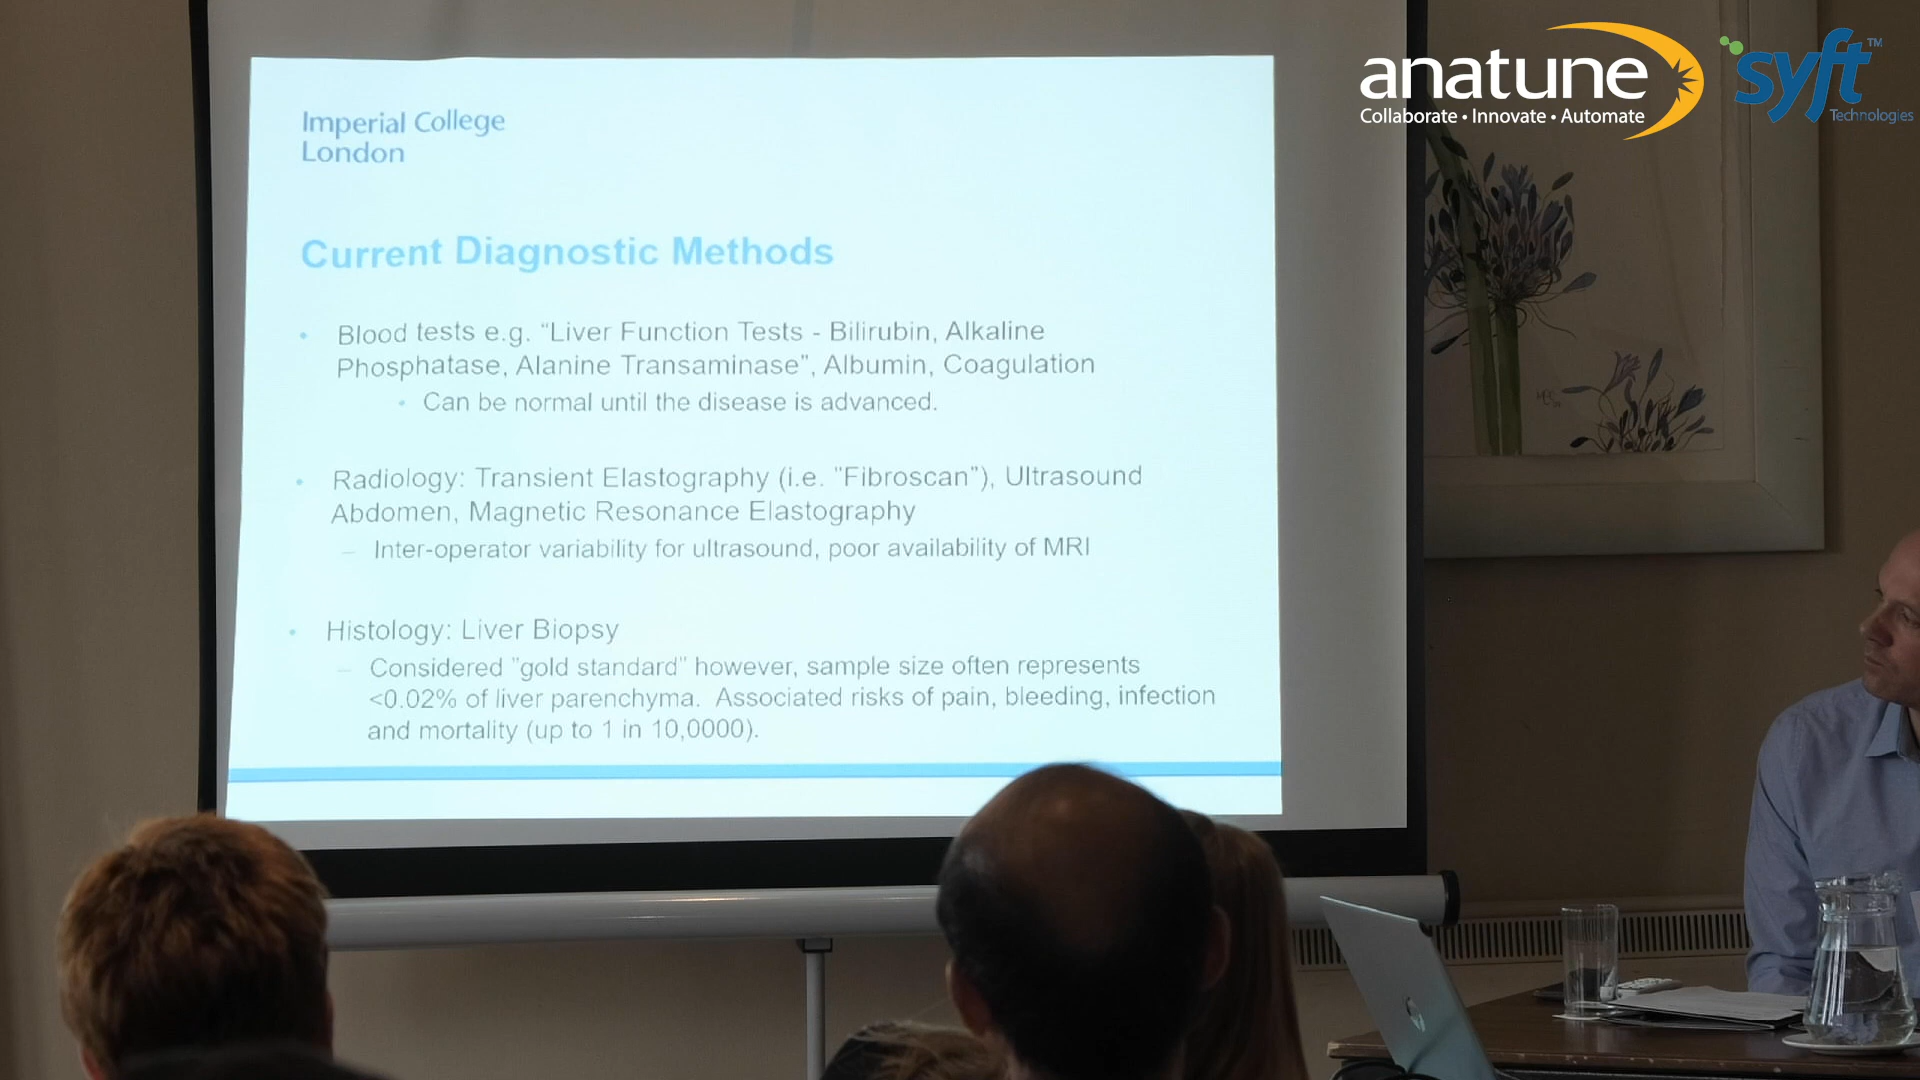 anatune
Collaborate • Innovate • Automate
syft™
Technologies
Imperial College
London
Current Diagnostic Methods
• Blood tests e.g. "Liver Function Tests - Bilirubin, Alkaline
Phosphatase, Alanine Transaminase", Albumin, Coagulation
• Can be normal until the disease is advanced.
• Radiology: Transient Elastography (i.e. "Fibroscan"), Ultrasound
Abdomen, Magnetic Resonance Elastography
– Inter-operator variability for ultrasound, poor availability of MRI
• Histology: Liver Biopsy
– Considered "gold standard" however, sample size often represents
<0.02% of liver parenchyma. Associated risks of pain, bleeding, infection
and mortality (up to 1 in 10,0000).